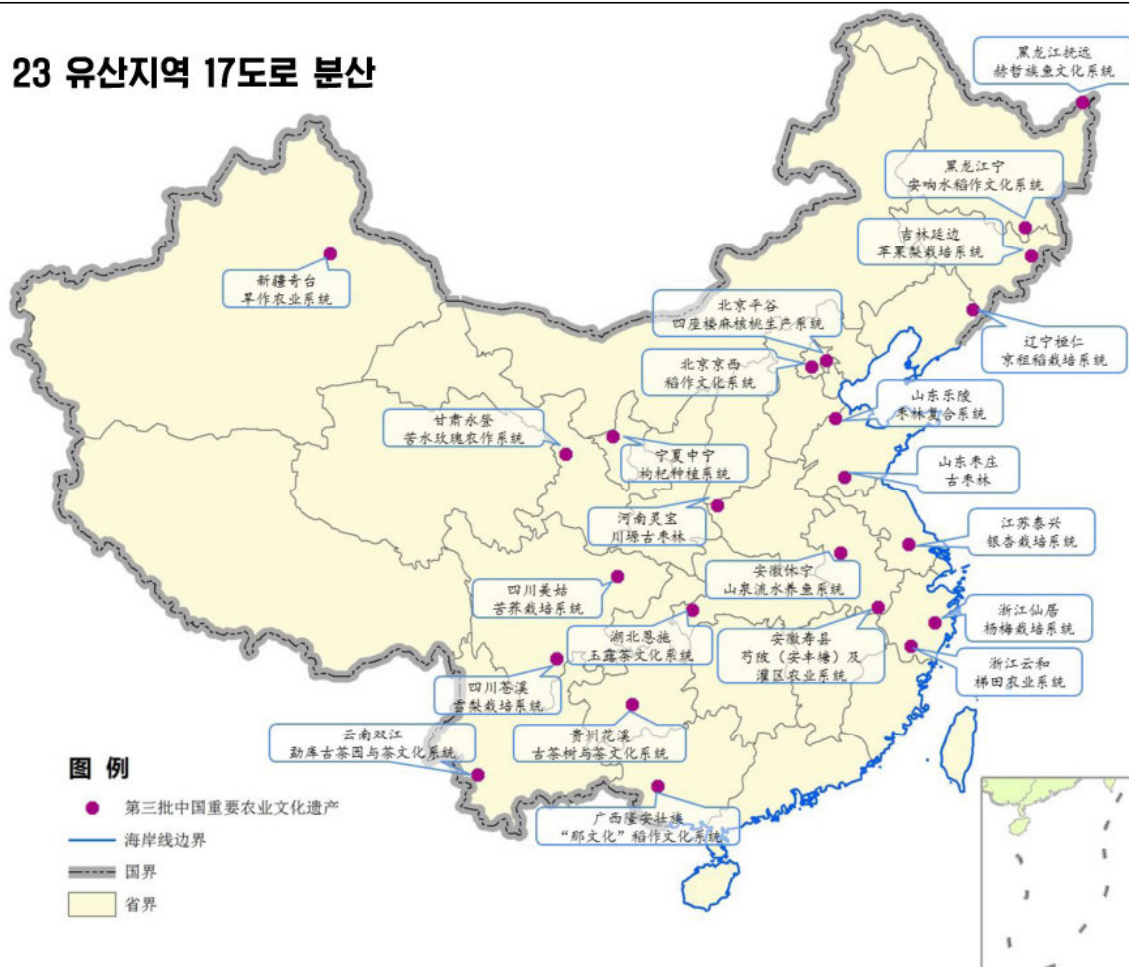 23 유산지역 17도로 분산
黑龙江抚远
赫哲族鱼文化系统
黑龙江宁
安响水稻作文化系统
吉林延边
苹果梨栽培系统
新疆奇台
旱作农业系统
北京平谷
四座楼麻核桃生产系统
辽宁桓仁
京租稻栽培系统
北京京西
稻作文化系统
山东乐陵
枣林复合系统
甘肃永登
苦水玫瑰农作系统
宁夏中宁
枸杞种植系统
山东枣庄
古枣林
河南灵宝
川塬古枣林
江苏泰兴
银杏栽培系统
安徽休宁
山泉流水养鱼系统
四川美姑
苦荞栽培系统
浙江仙居
杨梅栽培系统
湖北恩施
玉露茶文化系统
安徽寿县
芍陂（安丰塘）及
灌区农业系统
浙江云和
梯田农业系统
四川苍溪
雪梨栽培系统
云南双江
勐库古茶园与茶文化系统
贵州花溪
古茶树与茶文化系统
广西隆安壮族
“那文化”稻作文化系统
图 例
第三批中国重要农业文化遗产
海岸线边界
国界
省界